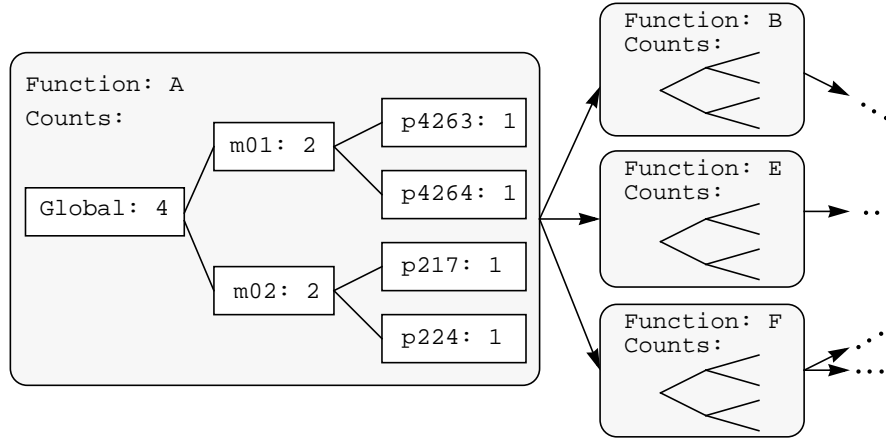 Function: A
Counts:
Global: 4
m01: 2
m02: 2
p4263: 1
p4264: 1
p217: 1
p224: 1
Function: B
Counts:
Function: E
Counts:
Function: F
Counts: